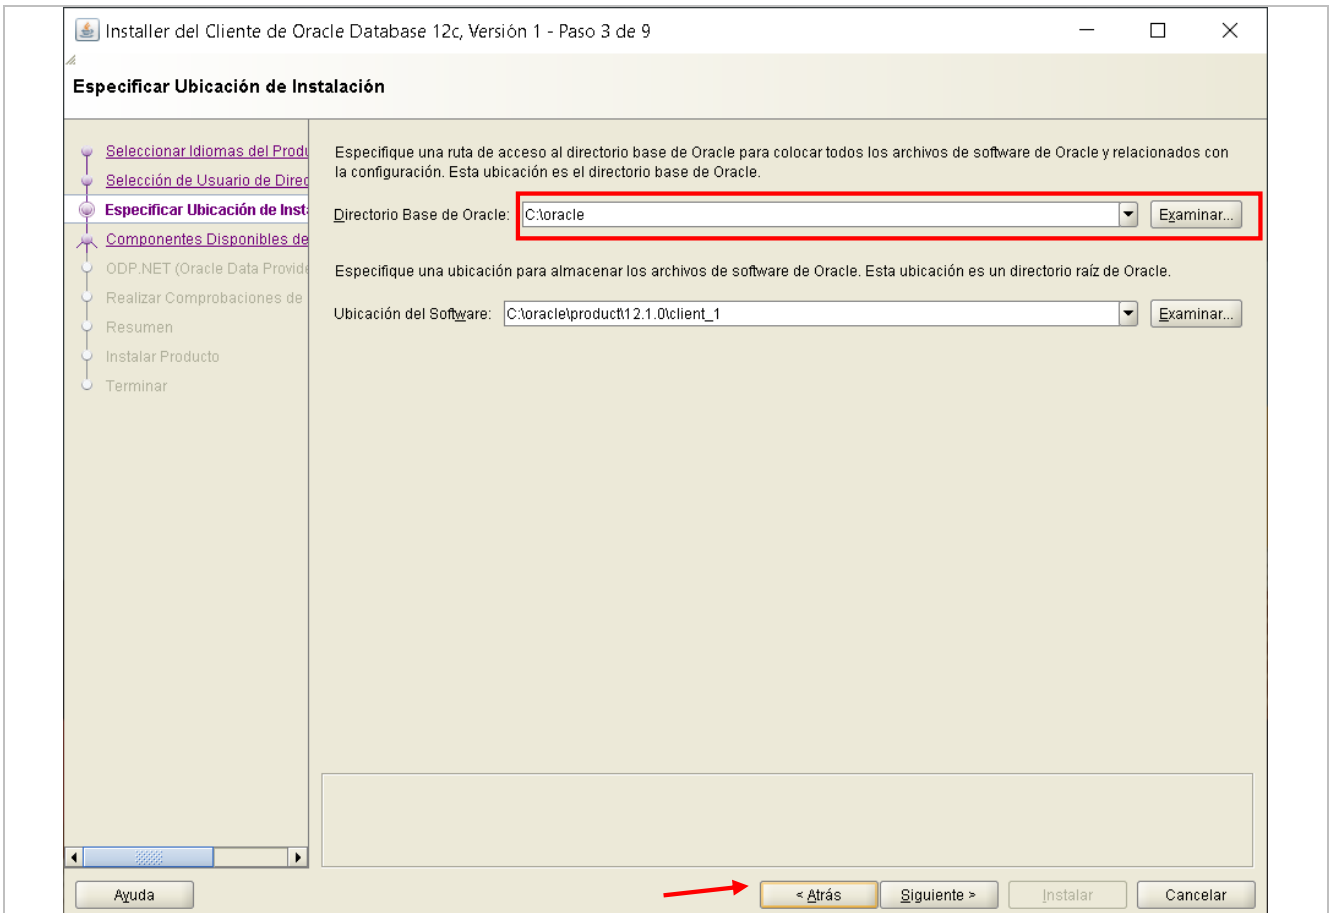 Installer del Cliente de Oracle Database 12c, Versión 1 - Paso 3 de 9
Especificar Ubicación de Instalación
Seleccionar Idiomas del Produ
Selección de Usuario de Direc
Especificar Ubicación de Insta
Componentes Disponibles de
ODP.NET (Oracle Data Provide
Realizar Comprobaciones de
Resumen
Instalar Producto
Terminar
Especifique una ruta de acceso al directorio base de Oracle para colocar todos los archivos de software de Oracle y relacionados con
la configuración. Esta ubicación es el directorio base de Oracle.
Directorio Base de Oracle: C:\oracle Examinar...
Especifique una ubicación para almacenar los archivos de software de Oracle. Esta ubicación es un directorio raíz de Oracle.
Ubicación del Software: C:\oracle\product\12.1.0\client_1 Examinar...
Ayuda < Atrás Siguiente > Instalar Cancelar